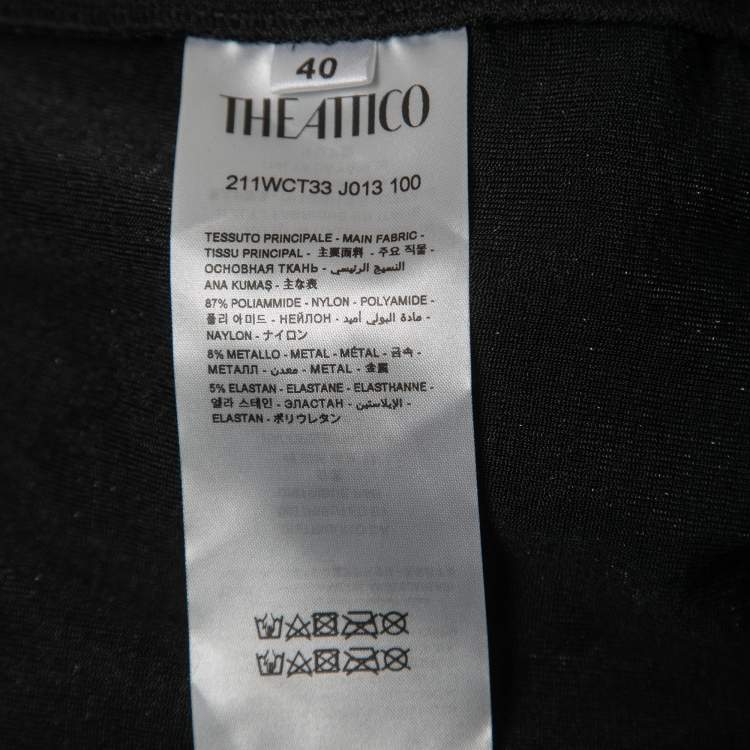 40
THEATTICO
211WCT33 J013 100
TESSUTO PRINCIPALE - MAIN FABRIC -
TISSU PRINCIPAL - 主要面料 - 주요 직물 -
ОСНОВНАЯ ТКАНЬ - النسيج الرئيسي -
ANA KUMAŞ - 主な表
87% POLIAMMIDE - NYLON - POLYAMIDE -
폴리 아미드 - НЕЙЛОН - مادة البولي أميد -
NAYLON - ナイロン
8% METALLO - METAL - MÉTAL - 금속 -
МЕТАЛЛ - معدن - METAL - 金属
5% ELASTAN - ELASTANE - ELASTHANNE -
엘라 스테인 - ЭЛАСТАН - الإيلاستين -
ELASTAN - ポリウレタン